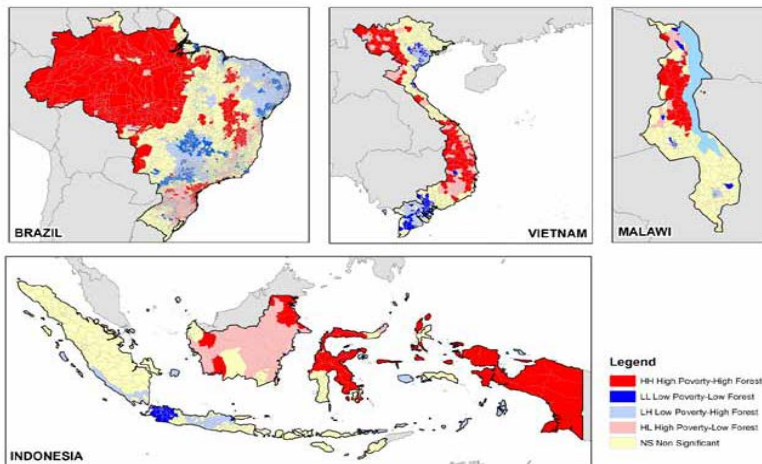 BRAZIL
VIETNAM
MALAWI
INDONESIA
Legend
HH High Poverty-High Forest
LL Low Poverty-Low Forest
LH Low Poverty-High Forest
HL High Poverty-Low Forest
NS Non Significant